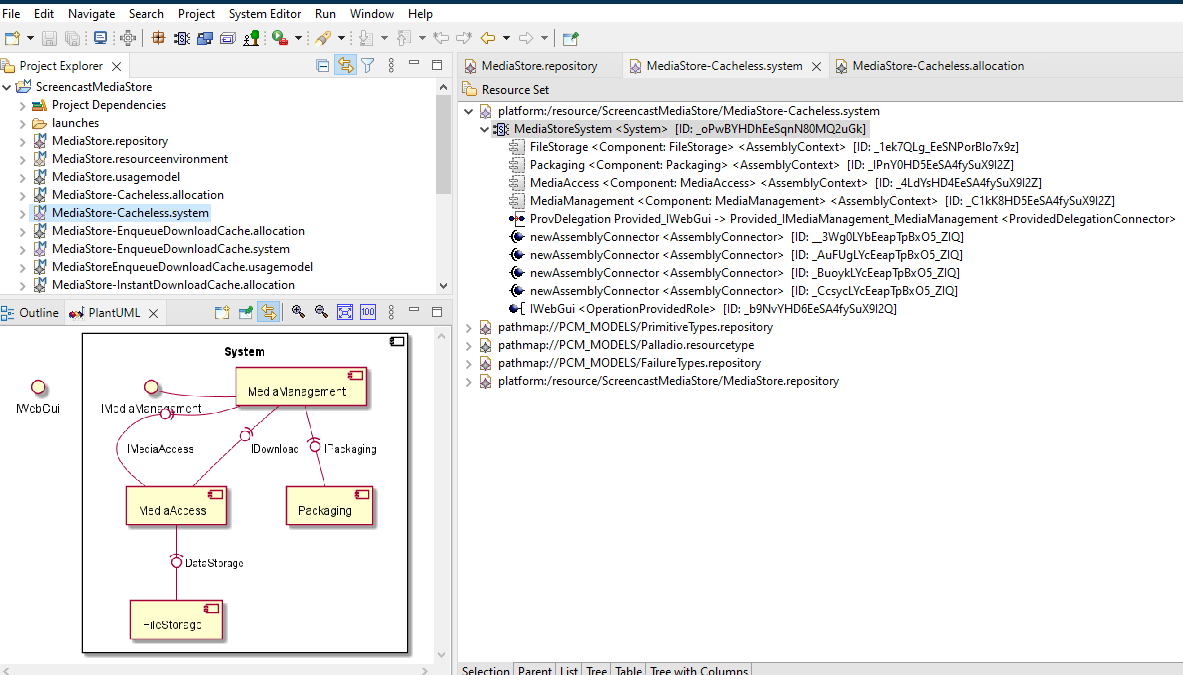 File Edit Navigate Search Project System Editor Run Window Help
Project Explorer
ScreencastMediaStore
Project Dependencies
launches
MediaStore.repository
MediaStore.resourceenvironment
MediaStore.usagemodel
MediaStore-Cacheless.allocation
MediaStore-Cacheless.system
MediaStore-EnqueueDownloadCache.allocation
MediaStore-EnqueueDownloadCache.system
MediaStoreEnqueueDownloadCache.usagemodel
MediaStore-InstantDownloadCache.allocation
Outline PlantUML
100
System
MediaManagement
IWebGui
IMediaManagement
IMediaAccess
IDownload
IPackaging
MediaAccess
Packaging
DataStorage
FileStorage
MediaStore.repository MediaStore-Cacheless.system MediaStore-Cacheless.allocation
Resource Set
platform:/resource/ScreencastMediaStore/MediaStore-Cacheless.system
MediaStoreSystem <System> [ID: _oPwBYHDhEeSqnN80MQ2uGk]
FileStorage <Component: FileStorage> <AssemblyContext> [ID: _1ek7QLg_EeSNPorBlo7x9z]
Packaging <Component: Packaging> <AssemblyContext> [ID: _lPnY0HD5EeSA4fySuX9I2Z]
MediaAccess <Component: MediaAccess> <AssemblyContext> [ID: _4LdYsHD4EeSA4fySuX9I2Z]
MediaManagement <Component: MediaManagement> <AssemblyContext> [ID: _C1kK8HD5EeSA4fySuX9I2Z]
ProvDelegation Provided_IWebGui -> Provided_IMediaManagement_MediaManagement <ProvidedDelegationConnector>
newAssemblyConnector <AssemblyConnector> [ID: __3Wg0LYbEeapTpBxO5_ZIQ]
newAssemblyConnector <AssemblyConnector> [ID: _AuFUgLYcEeapTpBxO5_ZIQ]
newAssemblyConnector <AssemblyConnector> [ID: _BuoykLYcEeapTpBxO5_ZIQ]
newAssemblyConnector <AssemblyConnector> [ID: _CcsycLYcEeapTpBxO5_ZIQ]
IWebGui <OperationProvidedRole> [ID: _b9NvYHD6EeSA4fySuX9I2Q]
pathmap://PCM_MODELS/PrimitiveTypes.repository
pathmap://PCM_MODELS/Palladio.resourcetype
pathmap://PCM_MODELS/FailureTypes.repository
platform:/resource/ScreencastMediaStore/MediaStore.repository
Selection Parent List Tree Table Tree with Columns